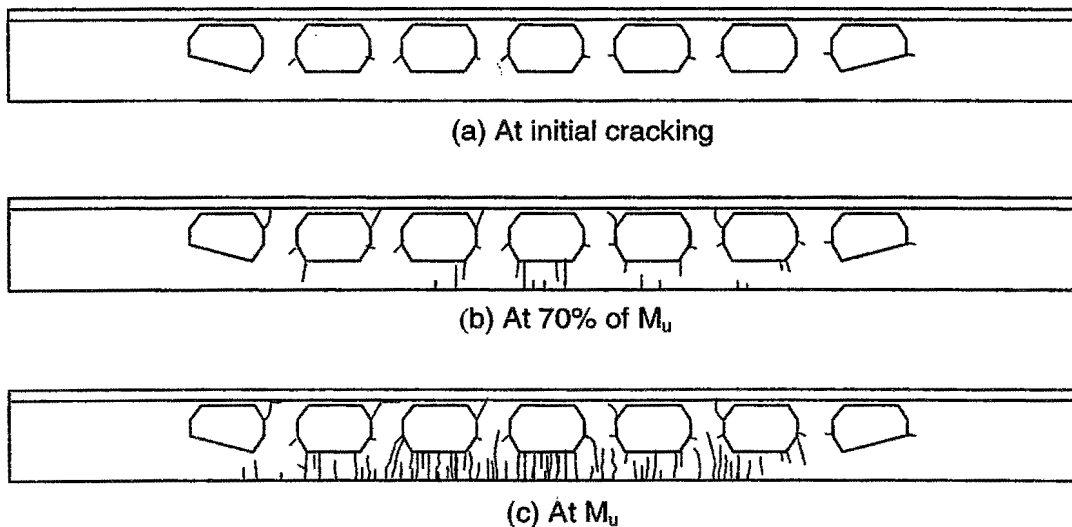 (a) At initial cracking
(b) At 70% of Mᵤ
(c) At Mᵤ